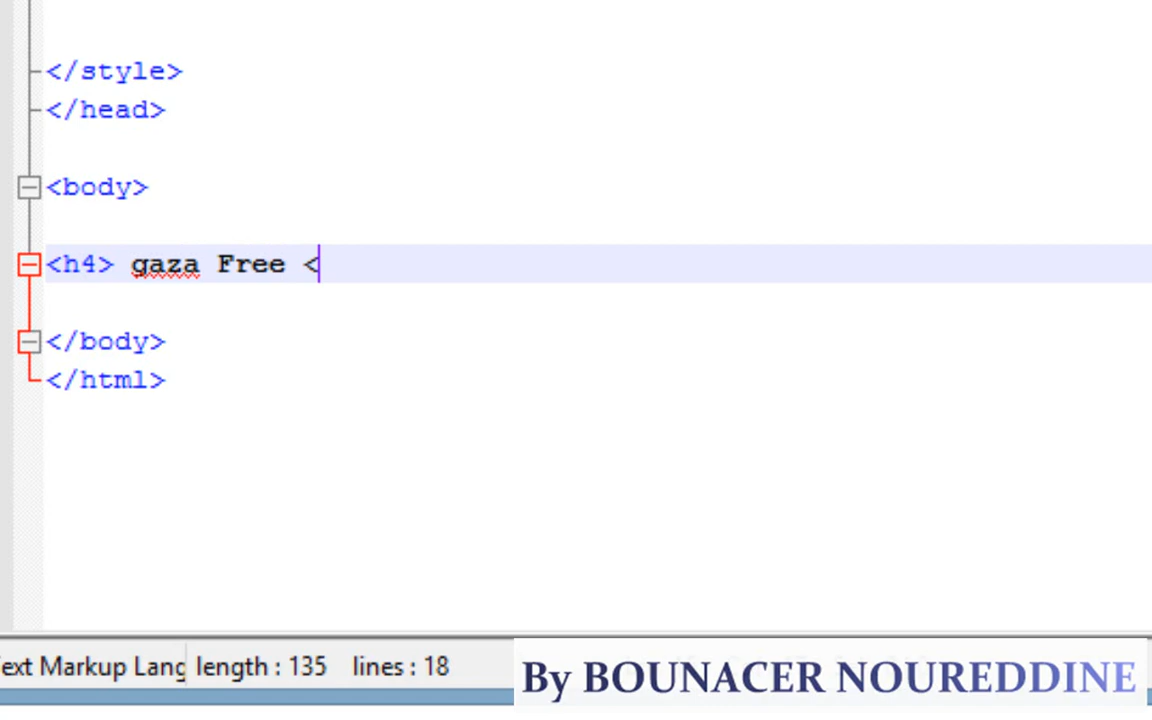 </style>
</head>
<body>
<h4> gaza Free <
</body>
</html>
ext Markup Lang length : 135 lines : 18
By BOUNACER NOUREDDINE